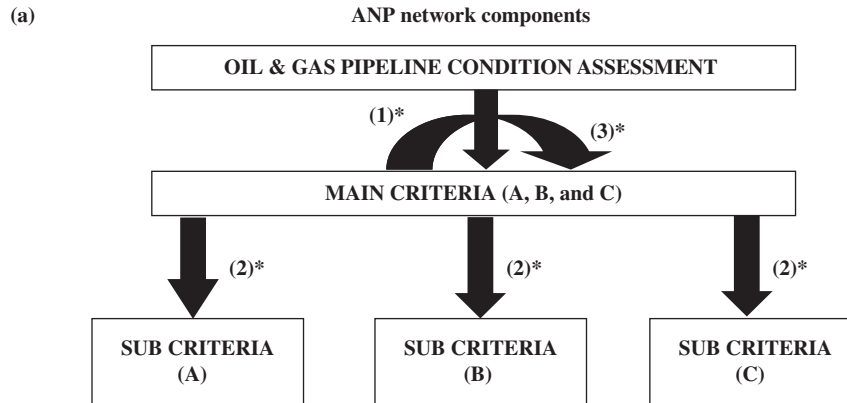 (a)
ANP network components
OIL & GAS PIPELINE CONDITION ASSESSMENT
(1)*
(3)*
MAIN CRITERIA (A, B, and C)
(2)*
(2)*
(2)*
SUB CRITERIA
(A)
SUB CRITERIA
(B)
SUB CRITERIA
(C)